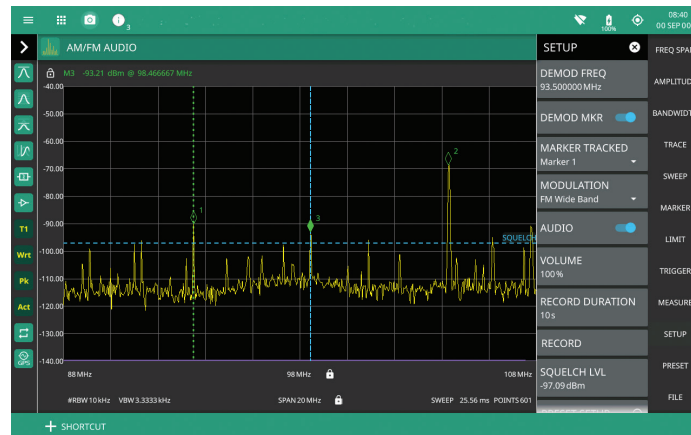 3
100%
08:40
00 SEP 00
AM/FM AUDIO
SETUP
FREQ SPA
M3 -93.21 dBm @ 98.466667 MHz
-40.00
-50.00
-60.00
-70.00
-80.00
-90.00
-100.00
-110.00
-120.00
-130.00
-140.00
1
2
3
SQUELCH
88 MHz
98 MHz
108 MHz
#RBW 10 kHz VBW 3.3333 kHz
SPAN 20 MHz
SWEEP 25.56 ms POINTS 601
T1
Wrt
Pk
Act
GPS
DEMOD FREQ
93.500000 MHz
DEMOD MKR
MARKER TRACKED
Marker 1
MODULATION
FM Wide Band
AUDIO
VOLUME
100%
RECORD DURATION
10 s
RECORD
SQUELCH LVL
-97.09 dBm
AMPLITUD
BANDWIDT
TRACE
SWEEP
MARKER
LIMIT
TRIGGER
MEASURE
SETUP
PRESET
FILE
SHORTCUT